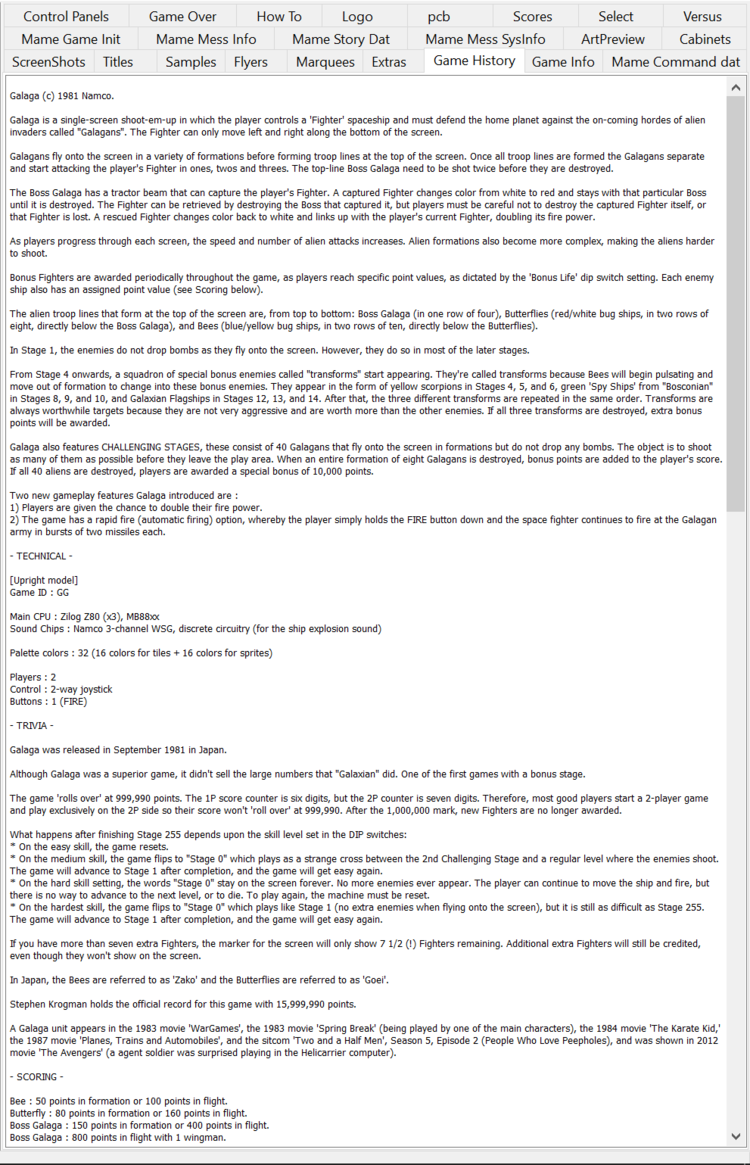 Control Panels Game Over How To Logo pcb Scores Select Versus
Mame Game Init Mame Mess Info Mame Story Dat Mame Mess SysInfo ArtPreview Cabinets
ScreenShots Titles Samples Flyers Marquees Extras Game History Game Info Mame Command dat
Galaga (c) 1981 Namco.
Galaga is a single-screen shoot-em-up in which the player controls a 'Fighter' spaceship and must defend the home planet against the on-coming hordes of alien
invaders called "Galagans". The Fighter can only move left and right along the bottom of the screen.
Galagans fly onto the screen in a variety of formations before forming troop lines at the top of the screen. Once all troop lines are formed the Galagans separate
and start attacking the player's Fighter in ones, twos and threes. The top-line Boss Galaga need to be shot twice before they are destroyed.
The Boss Galaga has a tractor beam that can capture the player's Fighter. A captured Fighter changes color from white to red and stays with that particular Boss
until it is destroyed. The Fighter can be retrieved by destroying the Boss that captured it, but players must be careful not to destroy the captured Fighter itself, or
that Fighter is lost. A rescued Fighter changes color back to white and links up with the player's current Fighter, doubling its fire power.
As players progress through each screen, the speed and number of alien attacks increases. Alien formations also become more complex, making the aliens harder
to shoot.
Bonus Fighters are awarded periodically throughout the game, as players reach specific point values, as dictated by the 'Bonus Life' dip switch setting. Each enemy
ship also has an assigned point value (see Scoring below).
The alien troop lines that form at the top of the screen are, from top to bottom: Boss Galaga (in one row of four), Butterflies (red/white bug ships, in two rows of
eight, directly below the Boss Galaga), and Bees (blue/yellow bug ships, in two rows of ten, directly below the Butterflies).
In Stage 1, the enemies do not drop bombs as they fly onto the screen. However, they do so in most of the later stages.
From Stage 4 onwards, a squadron of special bonus enemies called "transforms" start appearing. They're called transforms because Bees will begin pulsating and
move out of formation to change into these bonus enemies. They appear in the form of yellow scorpions in Stages 4, 5, and 6, green 'Spy Ships' from "Bosconian"
in Stages 8, 9, and 10, and Galaxian Flagships in Stages 12, 13, and 14. After that, the three different transforms are repeated in the same order. Transforms are
always worthwhile targets because they are not very aggressive and are worth more than the other enemies. If all three transforms are destroyed, extra bonus
points will be awarded.
Galaga also features CHALLENGING STAGES, these consist of 40 Galagans that fly onto the screen in formations but do not drop any bombs. The object is to shoot
as many of them as possible before they leave the play area. When an entire formation of eight Galagans is destroyed, bonus points are added to the player's score.
If all 40 aliens are destroyed, players are awarded a special bonus of 10,000 points.
Two new gameplay features Galaga introduced are :
1) Players are given the chance to double their fire power.
2) The game has a rapid fire (automatic firing) option, whereby the player simply holds the FIRE button down and the space fighter continues to fire at the Galagan
army in bursts of two missiles each.
- TECHNICAL -
[Upright model]
Game ID : GG
Main CPU : Zilog Z80 (x3), MB88xx
Sound Chips : Namco 3-channel WSG, discrete circuitry (for the ship explosion sound)
Palette colors : 32 (16 colors for tiles + 16 colors for sprites)
Players : 2
Control : 2-way joystick
Buttons : 1 (FIRE)
- TRIVIA -
Galaga was released in September 1981 in Japan.
Although Galaga was a superior game, it didn't sell the large numbers that "Galaxian" did. One of the first games with a bonus stage.
The game 'rolls over' at 999,990 points. The 1P score counter is six digits, but the 2P counter is seven digits. Therefore, most good players start a 2-player game
and play exclusively on the 2P side so their score won't 'roll over' at 999,990. After the 1,000,000 mark, new Fighters are no longer awarded.
What happens after finishing Stage 255 depends upon the skill level set in the DIP switches:
* On the easy skill, the game resets.
* On the medium skill, the game flips to "Stage 0" which plays as a strange cross between the 2nd Challenging Stage and a regular level where the enemies shoot.
The game will advance to Stage 1 after completion, and the game will get easy again.
* On the hard skill setting, the words "Stage 0" stay on the screen forever. No more enemies ever appear. The player can continue to move the ship and fire, but
there is no way to advance to the next level, or to die. To play again, the machine must be reset.
* On the hardest skill, the game flips to "Stage 0" which plays like Stage 1 (no extra enemies when flying onto the screen), but it is still as difficult as Stage 255.
The game will advance to Stage 1 after completion, and the game will get easy again.
If you have more than seven extra Fighters, the marker for the screen will only show 7 1/2 (!) Fighters remaining. Additional extra Fighters will still be credited,
even though they won't show on the screen.
In Japan, the Bees are referred to as 'Zako' and the Butterflies are referred to as 'Goei'.
Stephen Krogman holds the official record for this game with 15,999,990 points.
A Galaga unit appears in the 1983 movie 'WarGames', the 1983 movie 'Spring Break' (being played by one of the main characters), the 1984 movie 'The Karate Kid,'
the 1987 movie 'Planes, Trains and Automobiles', and the sitcom 'Two and a Half Men', Season 5, Episode 2 (People Who Love Peepholes), and was shown in 2012
movie 'The Avengers' (a agent soldier was surprised playing in the Helicarrier computer).
- SCORING -
Bee : 50 points in formation or 100 points in flight.
Butterfly : 80 points in formation or 160 points in flight.
Boss Galaga : 150 points in formation or 400 points in flight.
Boss Galaga : 800 points in flight with 1 wingman.